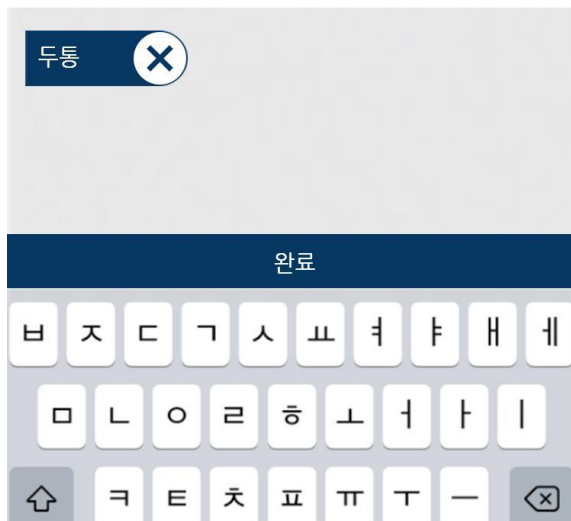 두통
완료
ㅂ ㅈ ㄷ ㄱ ㅅ ㅛ ㅕ ㅑ ㅐ ㅔ
ㅁ ㄴ ㅇ ㄹ ㅎ ㅗ ㅓ ㅏ ㅣ
ㅋ ㅌ ㅊ ㅍ ㅠ ㅜ ㅡ